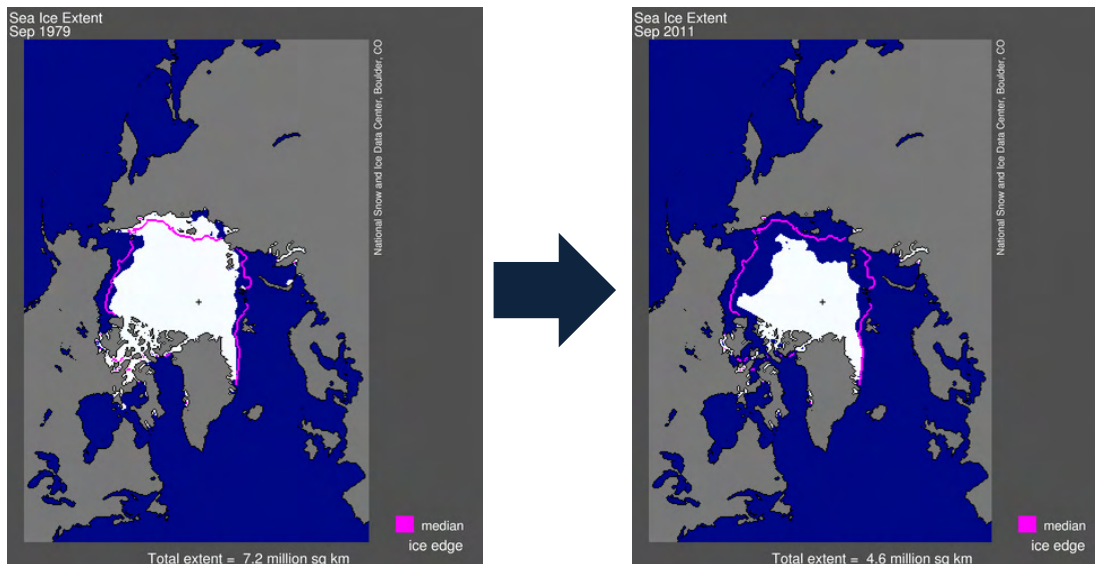 Sea Ice Extent
Sep 1979
National Snow and Ice Data Center, Boulder, CO
median
ice edge
Total extent = 7.2 million sq km
Sea Ice Extent
Sep 2011
National Snow and Ice Data Center, Boulder, CO
median
ice edge
Total extent = 4.6 million sq km